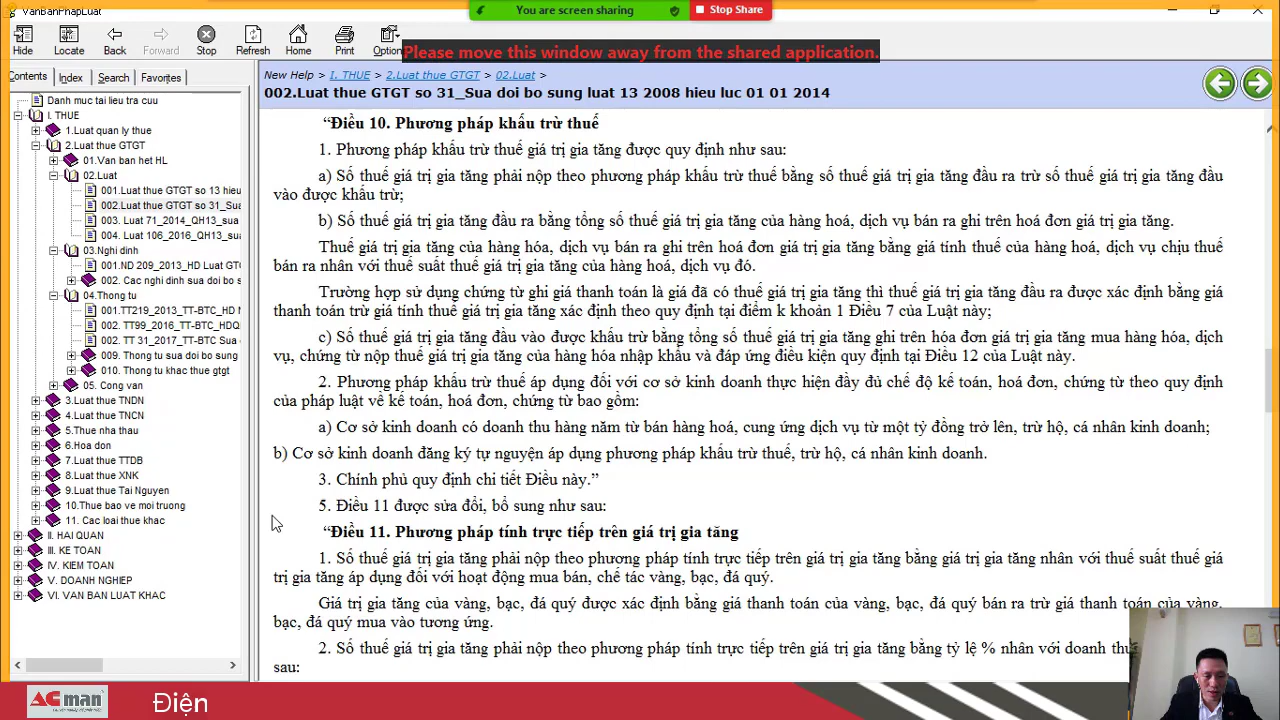 VanBanPhapLuat
You are screen sharing
Stop Share
Please move this window away from the shared application.
Hide
Locate
Back
Forward
Stop
Refresh
Home
Print
Option
Contents
Index
Search
Favorites
Danh muc tai lieu tra cuu
I. THUE
1.Luat quan ly thue
2.Luat thue GTGT
01.Van ban het HL
02.Luat
001.Luat thue GTGT so 13 hieu
002.Luat thue GTGT so 31_Sua
003. Luat 71_2014_QH13_sua
004. Luat 106_2016_QH13_sua
03.Nghi dinh
001.ND 209_2013_HD Luat GTG
002. Cac nghi dinh sua doi bo s
04.Thong tu
001.TT219_2013_TT-BTC_HD
002. TT99_2016_TT-BTC_HDQ
002. TT 31_2017_TT-BTC Sua
009. Thong tu sua doi bo sung
010. Thong tu khac thue gtgt
05. Cong van
3.Luat thue TNDN
4.Luat thue TNCN
5.Thue nha thau
6.Hoa don
7.Luat thue TTDB
8.Luat thue XNK
9.Luat thue Tai Nguyen
10.Thue bao ve moi truong
11. Cac loai thue khac
II. HAI QUAN
III. KE TOAN
IV. KIEM TOAN
V. DOANH NGHIEP
VI. VAN BAN LUAT KHAC
New Help > I. THUE > 2.Luat thue GTGT > 02.Luat >
002.Luat thue GTGT so 31_Sua doi bo sung luat 13 2008 hieu luc 01 01 2014
“Điều 10. Phương pháp khấu trừ thuế
1. Phương pháp khấu trừ thuế giá trị gia tăng được quy định như sau:
a) Số thuế giá trị gia tăng phải nộp theo phương pháp khấu trừ thuế bằng số thuế giá trị gia tăng đầu ra trừ số thuế giá trị gia tăng đầu
vào được khấu trừ;
b) Số thuế giá trị gia tăng đầu ra bằng tổng số thuế giá trị gia tăng của hàng hoá, dịch vụ bán ra ghi trên hoá đơn giá trị gia tăng.
Thuế giá trị gia tăng của hàng hóa, dịch vụ bán ra ghi trên hoá đơn giá trị gia tăng bằng giá tính thuế của hàng hoá, dịch vụ chịu thuế
bán ra nhân với thuế suất thuế giá trị gia tăng của hàng hoá, dịch vụ đó.
Trường hợp sử dụng chứng từ ghi giá thanh toán là giá đã có thuế giá trị gia tăng thì thuế giá trị gia tăng đầu ra được xác định bằng giá
thanh toán trừ giá tính thuế giá trị gia tăng xác định theo quy định tại điểm k khoản 1 Điều 7 của Luật này;
c) Số thuế giá trị gia tăng đầu vào được khấu trừ bằng tổng số thuế giá trị gia tăng ghi trên hóa đơn giá trị gia tăng mua hàng hóa, dịch
vụ, chứng từ nộp thuế giá trị gia tăng của hàng hóa nhập khẩu và đáp ứng điều kiện quy định tại Điều 12 của Luật này.
2. Phương pháp khấu trừ thuế áp dụng đối với cơ sở kinh doanh thực hiện đầy đủ chế độ kế toán, hoá đơn, chứng từ theo quy định
của pháp luật về kế toán, hoá đơn, chứng từ bao gồm:
a) Cơ sở kinh doanh có doanh thu hàng năm từ bán hàng hoá, cung ứng dịch vụ từ một tỷ đồng trở lên, trừ hộ, cá nhân kinh doanh;
b) Cơ sở kinh doanh đăng ký tự nguyện áp dụng phương pháp khấu trừ thuế, trừ hộ, cá nhân kinh doanh.
3. Chính phủ quy định chi tiết Điều này.”
5. Điều 11 được sửa đổi, bổ sung như sau:
“Điều 11. Phương pháp tính trực tiếp trên giá trị gia tăng
1. Số thuế giá trị gia tăng phải nộp theo phương pháp tính trực tiếp trên giá trị gia tăng bằng giá trị gia tăng nhân với thuế suất thuế giá
trị gia tăng áp dụng đối với hoạt động mua bán, chế tác vàng, bạc, đá quý.
Giá trị gia tăng của vàng, bạc, đá quý được xác định bằng giá thanh toán của vàng, bạc, đá quý bán ra trừ giá thanh toán của vàng,
bạc, đá quý mua vào tương ứng.
2. Số thuế giá trị gia tăng phải nộp theo phương pháp tính trực tiếp trên giá trị gia tăng bằng tỷ lệ % nhân với doanh thu
sau:
ACman
Điện